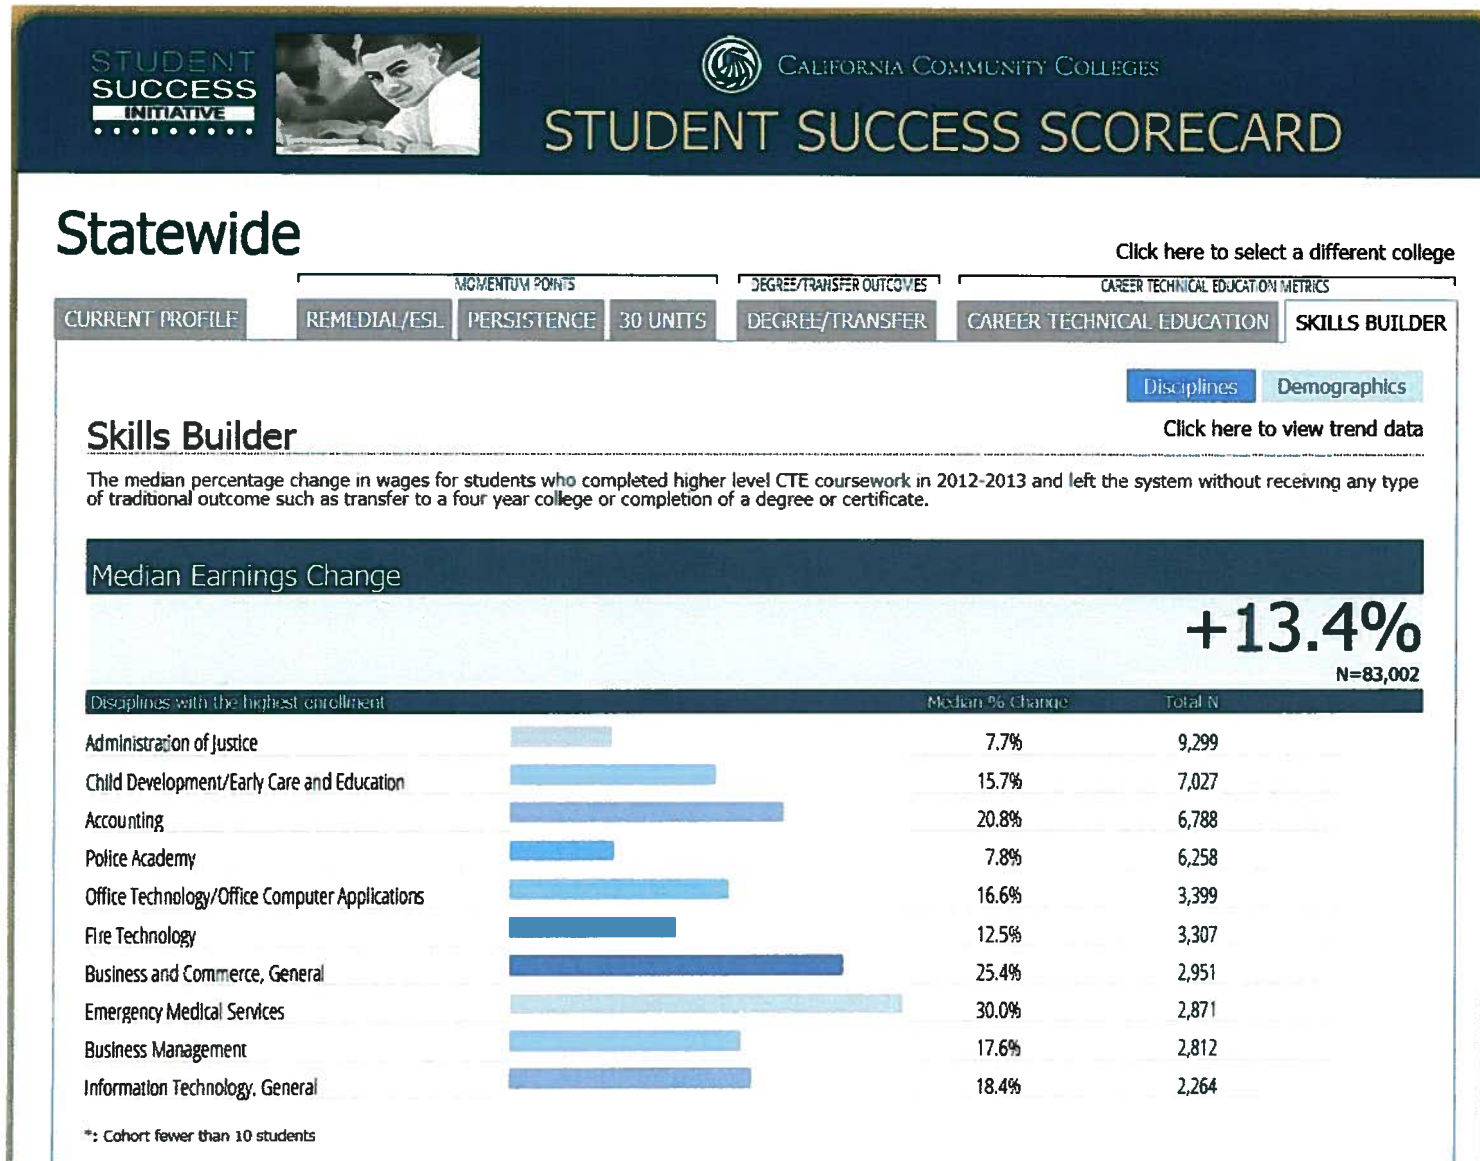 STUDENT
SUCCESS
INITIATIVE
CALIFORNIA COMMUNITY COLLEGES
STUDENT SUCCESS SCORECARD
Statewide
Click here to select a different college
MOMENTUM POINTS DEGREE/TRANSFER OUTCOMES CAREER TECHNICAL EDUCATION METRICS
CURRENT PROFILE REMEDIAL/ESL PERSISTENCE 30 UNITS DEGREE/TRANSFER CAREER TECHNICAL EDUCATION SKILLS BUILDER
Disciplines Demographics
Skills Builder
Click here to view trend data
The median percentage change in wages for students who completed higher level CTE coursework in 2012-2013 and left the system without receiving any type
of traditional outcome such as transfer to a four year college or completion of a degree or certificate.
Median Earnings Change
+13.4%
N=83,002
Disciplines with the highest enrollment Median % Change Total N
Administration of Justice 7.7% 9,299
Child Development/Early Care and Education 15.7% 7,027
Accounting 20.8% 6,788
Police Academy 7.8% 6,258
Office Technology/Office Computer Applications 16.6% 3,399
Fire Technology 12.5% 3,307
Business and Commerce, General 25.4% 2,951
Emergency Medical Services 30.0% 2,871
Business Management 17.6% 2,812
Information Technology, General 18.4% 2,264
*: Cohort fewer than 10 students